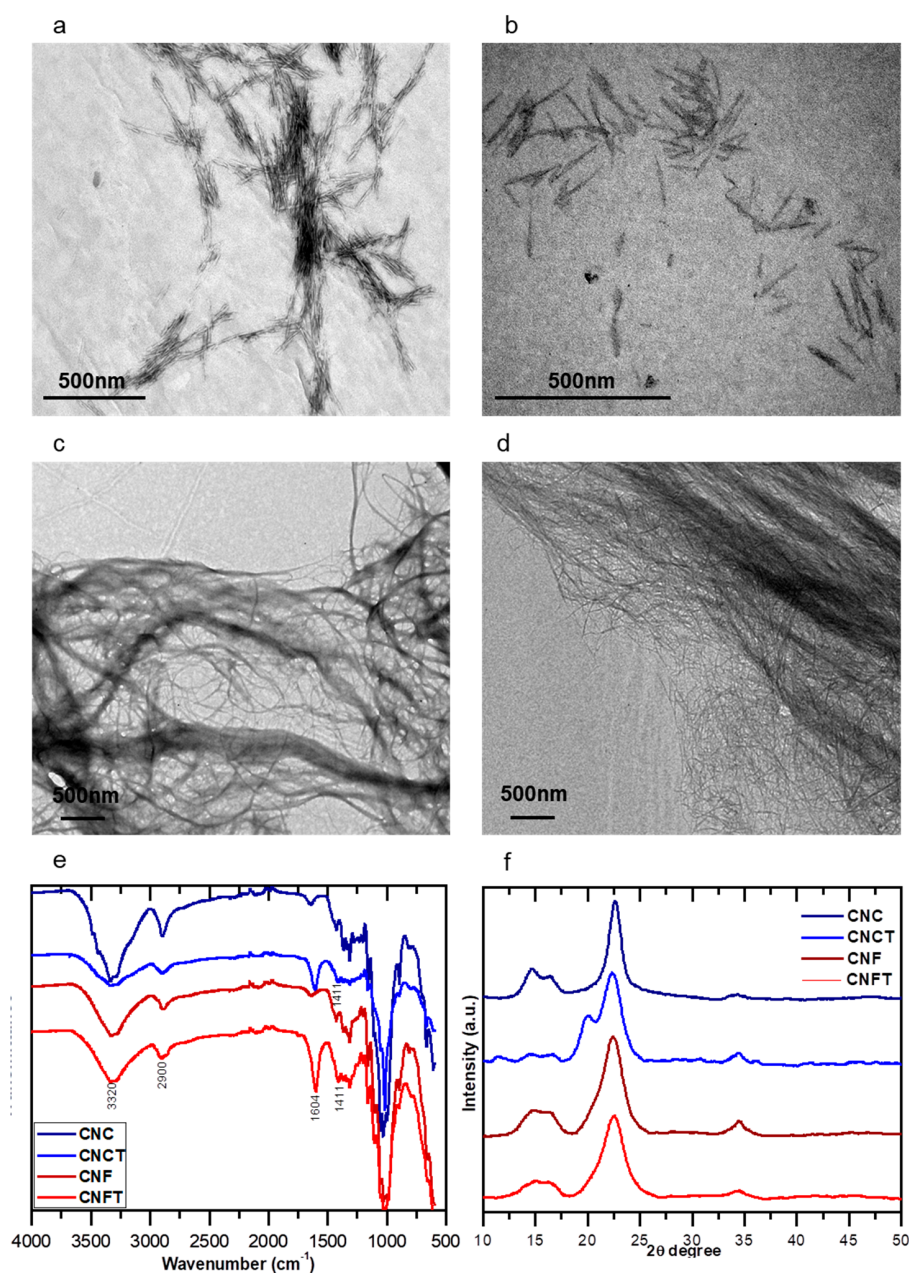 a
b
500nm
500nm
c
d
500nm
500nm
e
f
3320
2900
1604
1411
1411
CNC
CNCT
CNF
CNFT
4000 3500 3000 2500 2000 1500 1000 500
Wavenumber (cm-1)
Intensity (a.u.)
CNC
CNCT
CNF
CNFT
10 15 20 25 30 35 40 45 50
2θ degree